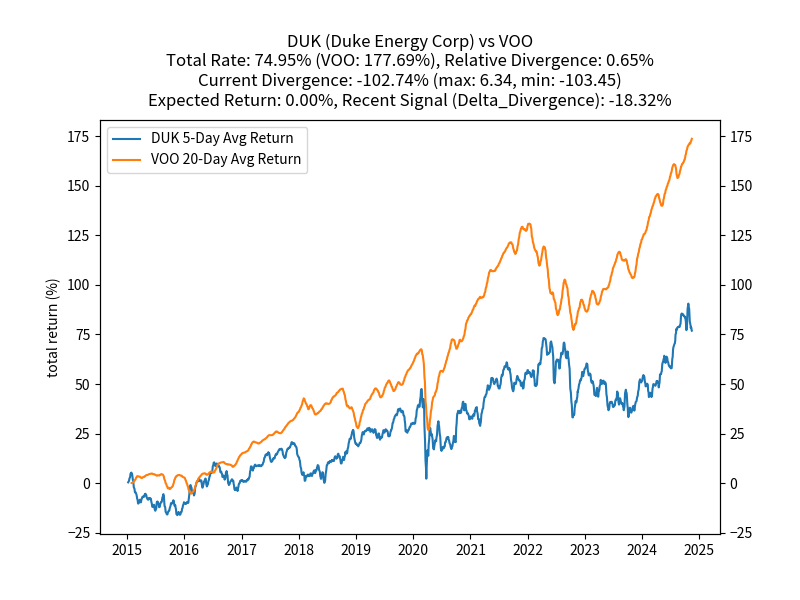 DUK (Duke Energy Corp) vs VOO
Total Rate: 74.95% (VOO: 177.69%), Relative Divergence: 0.65%
Current Divergence: -102.74% (max: 6.34, min: -103.45)
Expected Return: 0.00%, Recent Signal (Delta_Divergence): -18.32%
DUK 5-Day Avg Return
VOO 20-Day Avg Return
total return (%)
175 175
150 150
125 125
100 100
75 75
50 50
25 25
0 0
−25 −25
2015 2016 2017 2018 2019 2020 2021 2022 2023 2024 2025